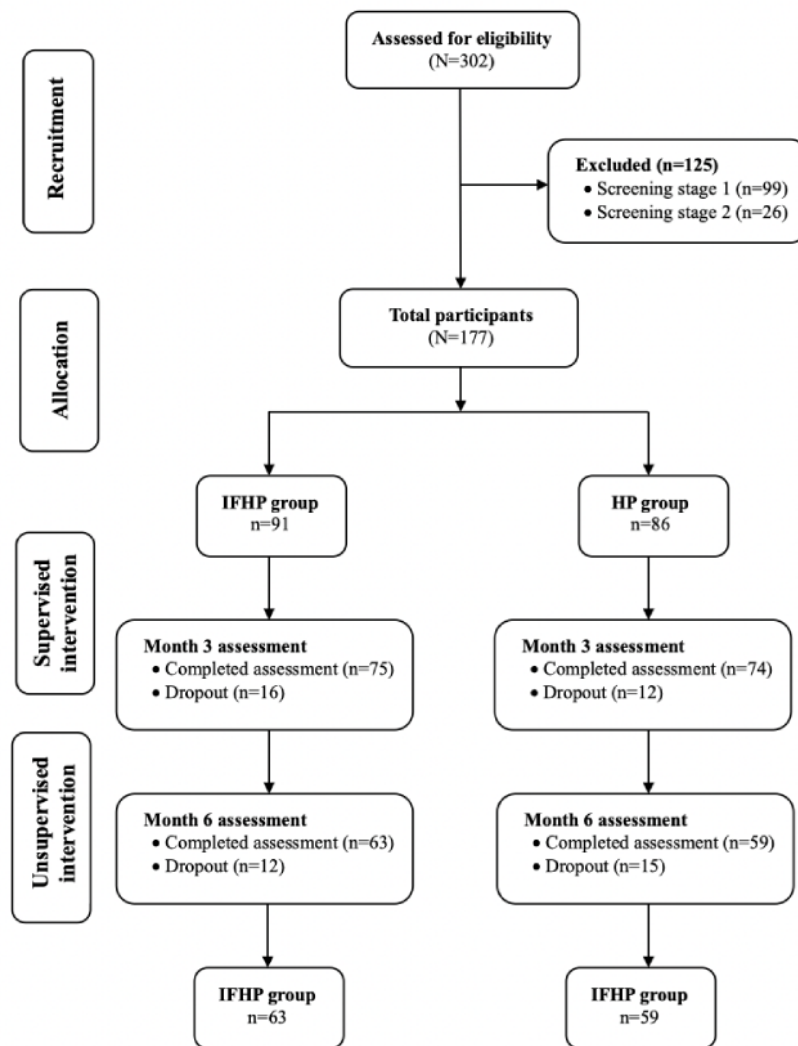 Recruitment
Assessed for eligibility
(N=302)
Excluded (n=125)
• Screening stage 1 (n=99)
• Screening stage 2 (n=26)
Allocation
Total participants
(N=177)
IFHP group
n=91
HP group
n=86
Supervised
intervention
Month 3 assessment
• Completed assessment (n=75)
• Dropout (n=16)
Month 3 assessment
• Completed assessment (n=74)
• Dropout (n=12)
Unsupervised
intervention
Month 6 assessment
• Completed assessment (n=63)
• Dropout (n=12)
Month 6 assessment
• Completed assessment (n=59)
• Dropout (n=15)
IFHP group
n=63
IFHP group
n=59